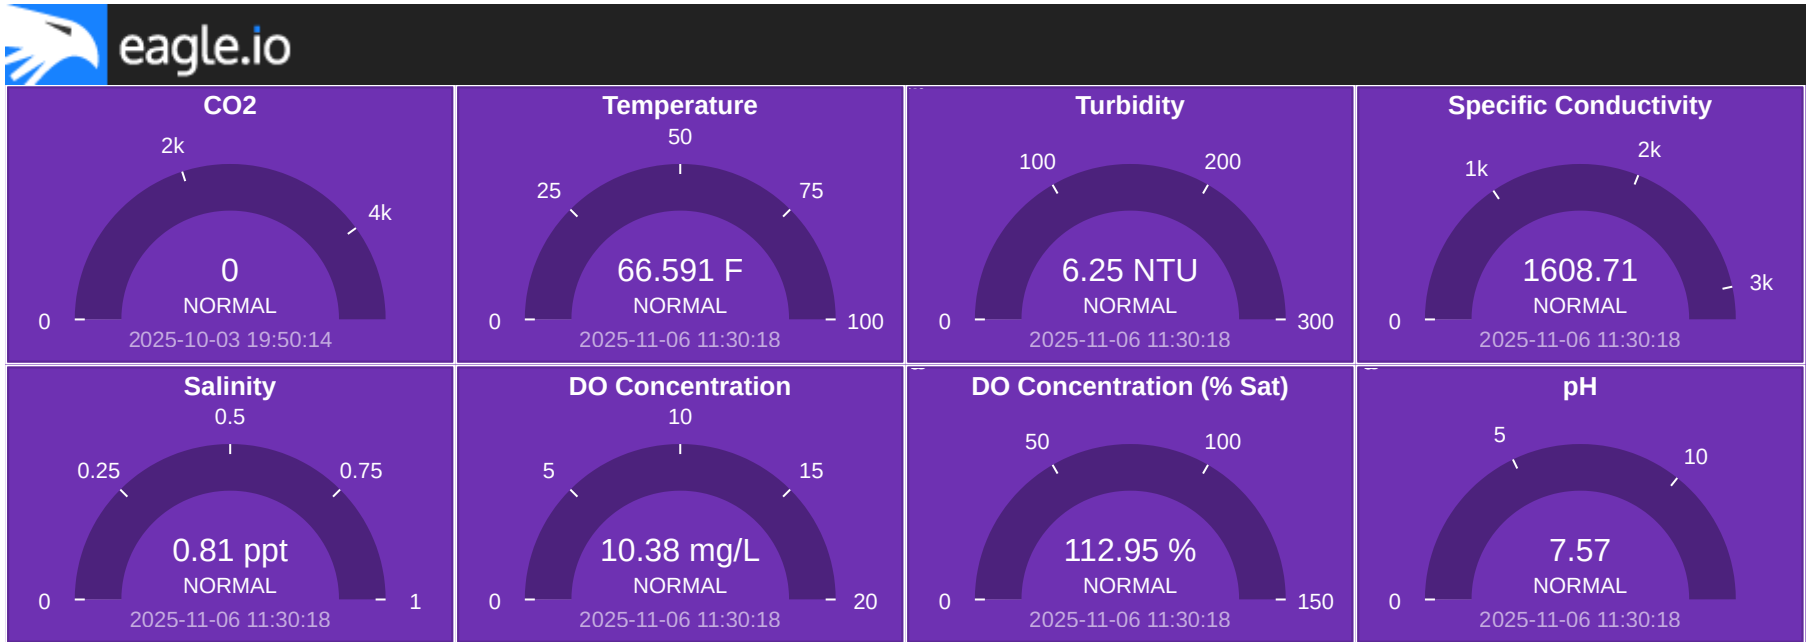 eagle.io
CO2
2k
4k
0
0
NORMAL
2025-10-03 19:50:14
Temperature
50
25
75
66.591 F
NORMAL
0
100
2025-11-06 11:30:18
Turbidity
100
200
6.25 NTU
NORMAL
0
300
2025-11-06 11:30:18
Specific Conductivity
2k
1k
1608.71
3k
NORMAL
0
2025-11-06 11:30:18
Salinity
0.5
0.25
0.75
0.81 ppt
NORMAL
0
1
2025-11-06 11:30:18
DO Concentration
10
5
15
10.38 mg/L
NORMAL
0
20
2025-11-06 11:30:18
DO Concentration (% Sat)
50
100
112.95 %
NORMAL
0
150
2025-11-06 11:30:18
pH
5
10
7.57
NORMAL
0
2025-11-06 11:30:18